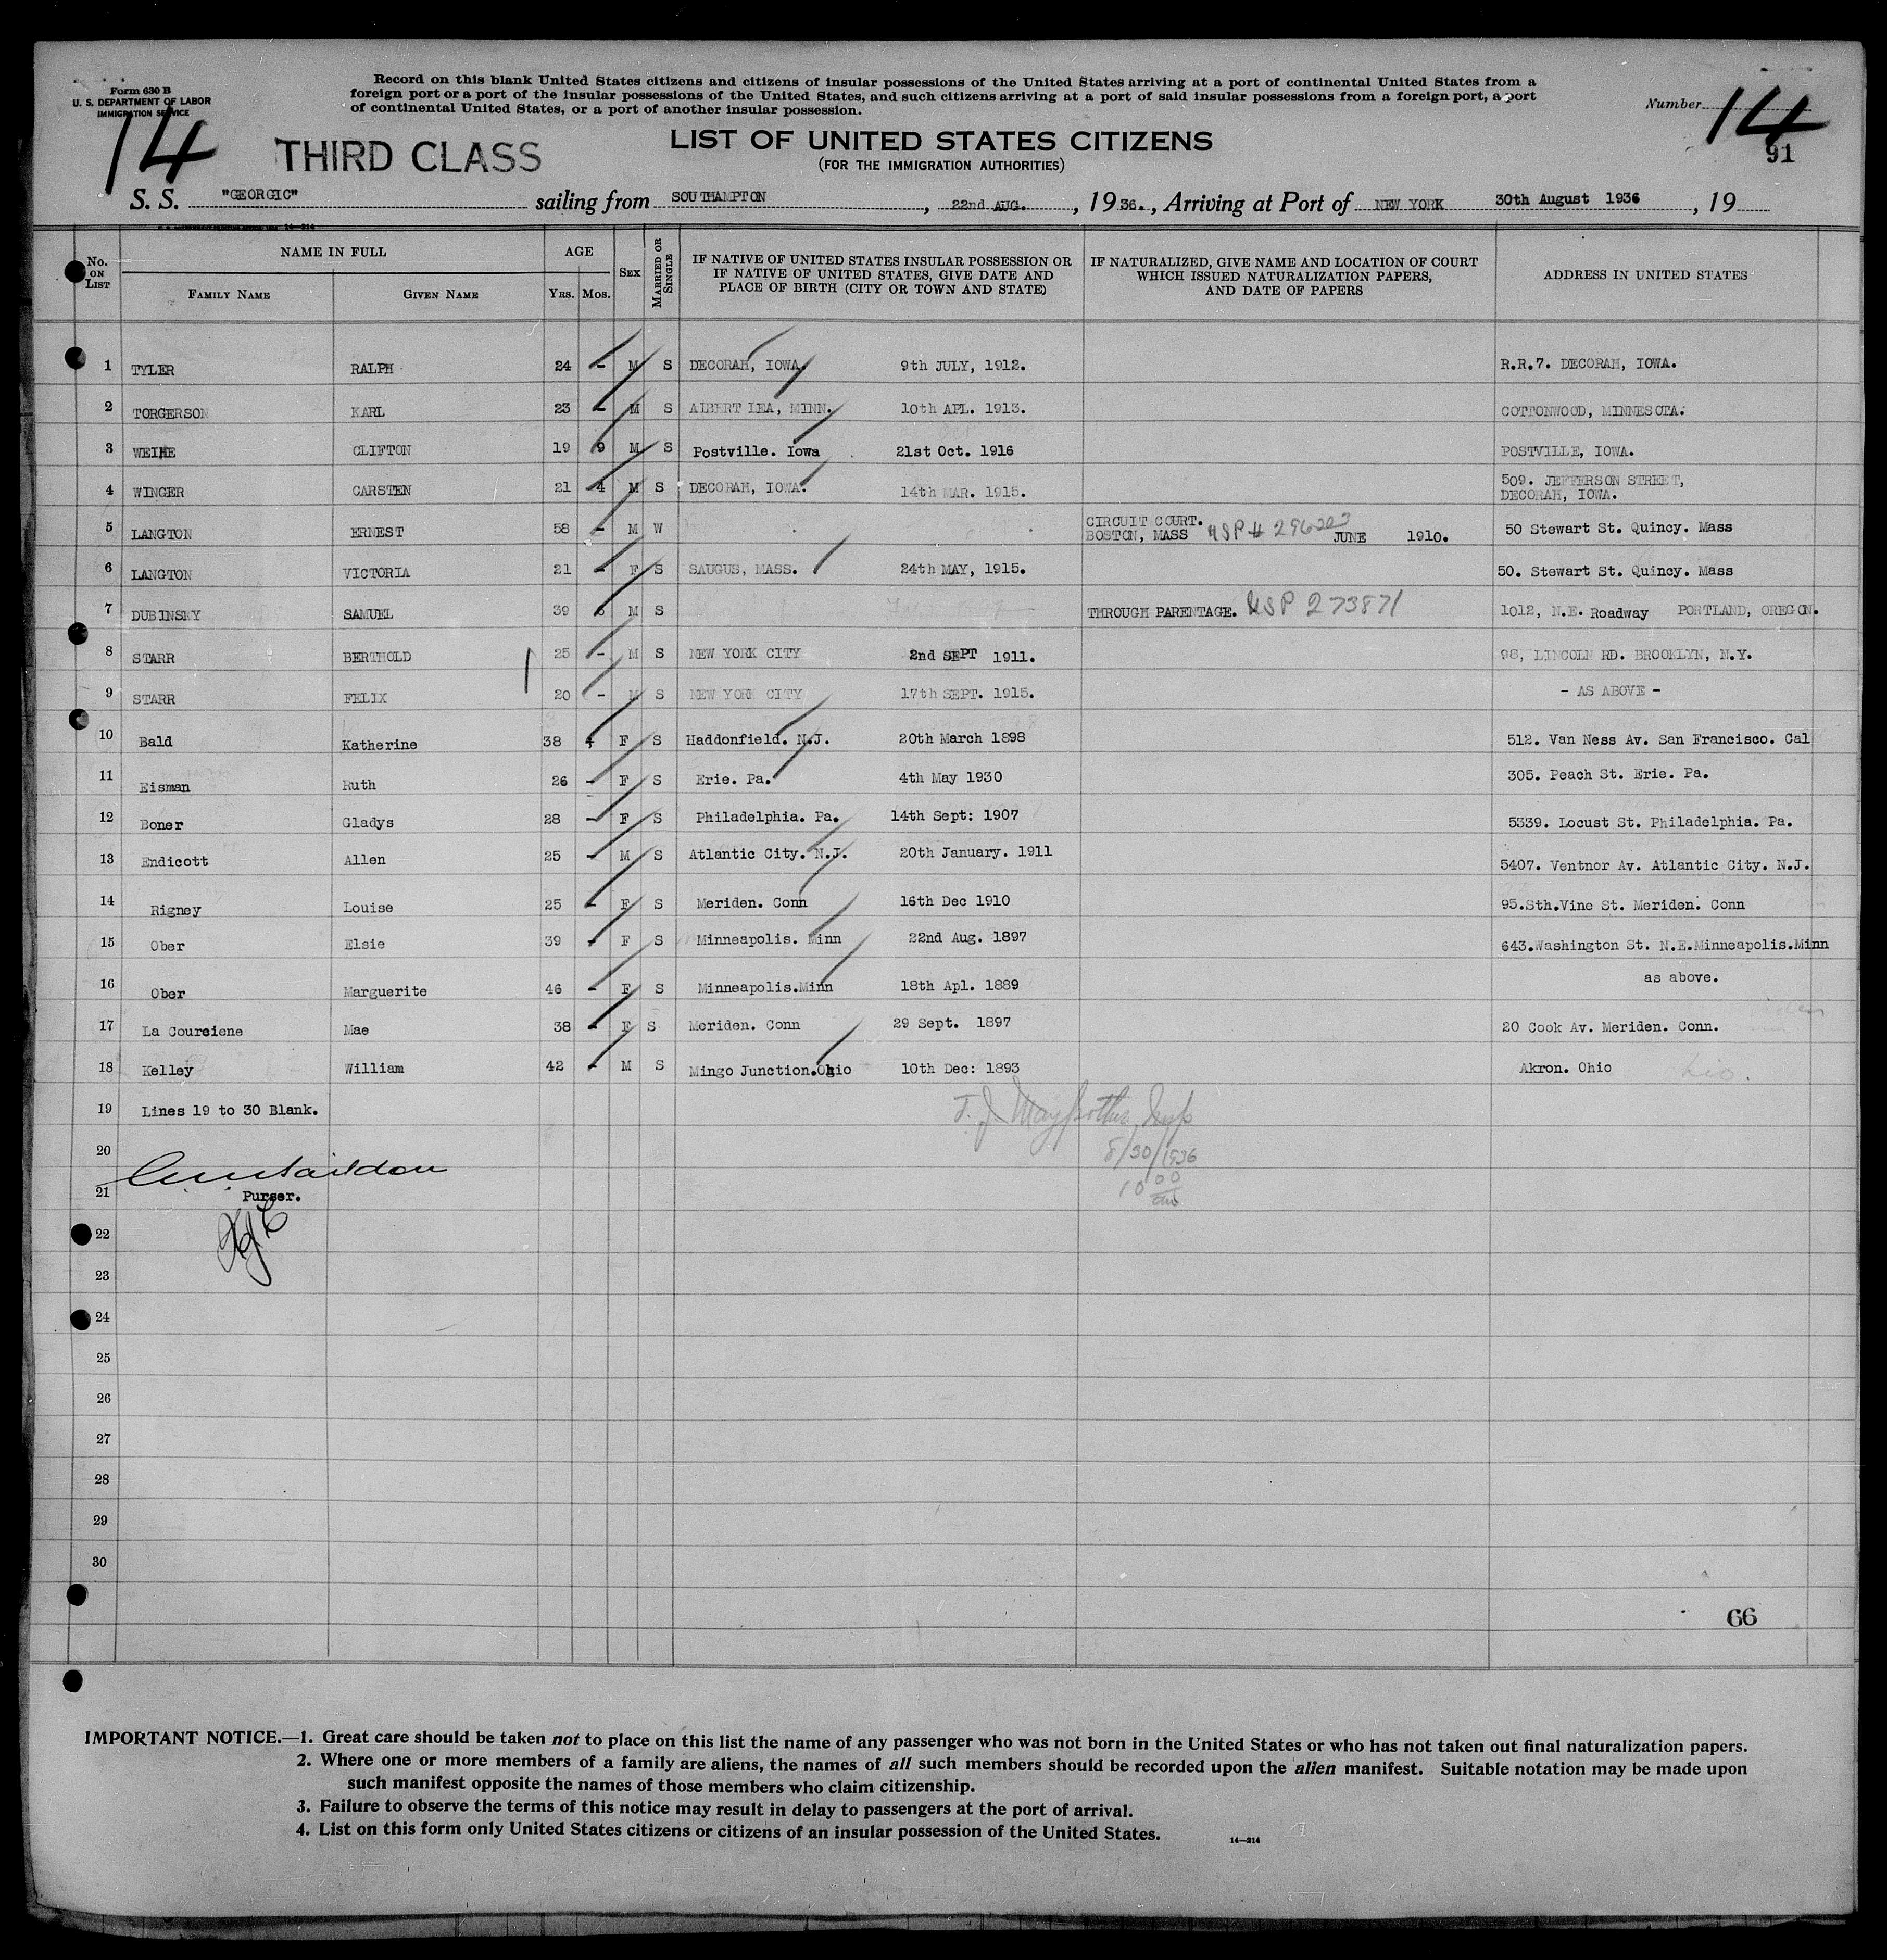 Form 630 B
U. S. DEPARTMENT OF LABOR
IMMIGRATION SERVICE
14
Record on this blank United States citizens and citizens of insular possessions of the United States arriving at a port of continental United States from a
foreign port or a port of the insular possessions of the United States, and such citizens arriving at a port of said insular possessions from a foreign port, a port
of continental United States, or a port of another insular possession.
Number 14
91
THIRD CLASS
LIST OF UNITED STATES CITIZENS
(FOR THE IMMIGRATION AUTHORITIES)
S. S. "GEORGIC" sailing from SOUTHAMPTON, 22nd AUG., 1936., Arriving at Port of NEW YORK 30th August 1936, 19
No. ON LIST NAME IN FULL AGE SEX MARRIED OR SINGLE IF NATIVE OF UNITED STATES INSULAR POSSESSION OR IF NATIVE OF UNITED STATES, GIVE DATE AND PLACE OF BIRTH (CITY OR TOWN AND STATE) IF NATURALIZED, GIVE NAME AND LOCATION OF COURT WHICH ISSUED NATURALIZATION PAPERS, AND DATE OF PAPERS ADDRESS IN UNITED STATES
FAMILY NAME GIVEN NAME YRS. MOS.
1 TYLER RALPH 24 - M S DECORAH, IOWA. 9th JULY, 1912. R.R.7. DECORAH, IOWA.
2 TORGERSON KARL 23 - M S ALBERT LEA, MINN. 10th APL. 1913. COTTONWOOD, MINNESOTA.
3 WEIHE CLIFTON 19 9 M S Postville. Iowa 21st Oct. 1916 POSTVILLE, IOWA.
4 WINGER CARSTEN 21 4 M S DECORAH, IOWA. 14th MAR. 1915. 509. JEFFERSON STREET,
DECORAH, IOWA.
5 LANGTON ERNEST 58 - M W CIRCUIT COURT.
BOSTON, MASS USP # 296203 JUNE 1910. 50 Stewart St. Quincy. Mass
6 LANGTON VICTORIA 21 - F S SAUGUS, MASS. 24th MAY, 1915. 50. Stewart St. Quincy. Mass
7 DUBINSKY SAMUEL 39 6 M S THROUGH PARENTAGE. USP 273871 1012, N.E. Roadway PORTLAND, OREGON.
8 STARR BERTHOLD 25 - M S NEW YORK CITY 2nd SEPT 1911. 98, LINCOLN RD. BROOKLYN, N.Y.
9 STARR FELIX 20 - M S NEW YORK CITY 17th SEPT. 1915. - AS ABOVE -
10 Bald Katherine 38 4 F S Haddonfield. N.J. 20th March 1898 512. Van Ness Av. San Francisco. Cal
11 Eisman Ruth 26 - F S Erie. Pa. 4th May 1930 305. Peach St. Erie. Pa.
12 Boner Gladys 28 - F S Philadelphia. Pa. 14th Sept: 1907 5339. Locust St. Philadelphia. Pa.
13 Endicott Allen 25 - M S Atlantic City. N.J. 20th January. 1911 5407. Ventnor Av. Atlantic City. N.J.
14 Rigney Louise 25 - F S Meriden. Conn 16th Dec 1910 95.Sth.Vine St. Meriden. Conn
15 Ober Elsie 39 - F S Minneapolis. Minn 22nd Aug. 1897 643.Washington St. N.E.Minneapolis.Minn
16 Ober Marguerite 46 - F S Minneapolis.Minn 18th Apl. 1889 as above.
17 La Courciene Mae 38 - F S Meriden. Conn 29 Sept. 1897 20 Cook Av. Meriden. Conn.
18 Kelley William 42 - M S Mingo Junction.Ohio 10th Dec: 1893 Akron. Ohio
19 Lines 19 to 30 Blank.
8/30/1936
10 00
20
21 Purser.
22
23
24
25
26
27
28
29
30
66
IMPORTANT NOTICE.—1. Great care should be taken not to place on this list the name of any passenger who was not born in the United States or who has not taken out final naturalization papers.
2. Where one or more members of a family are aliens, the names of all such members should be recorded upon the alien manifest. Suitable notation may be made upon
such manifest opposite the names of those members who claim citizenship.
3. Failure to observe the terms of this notice may result in delay to passengers at the port of arrival.
4. List on this form only United States citizens or citizens of an insular possession of the United States.
14—214